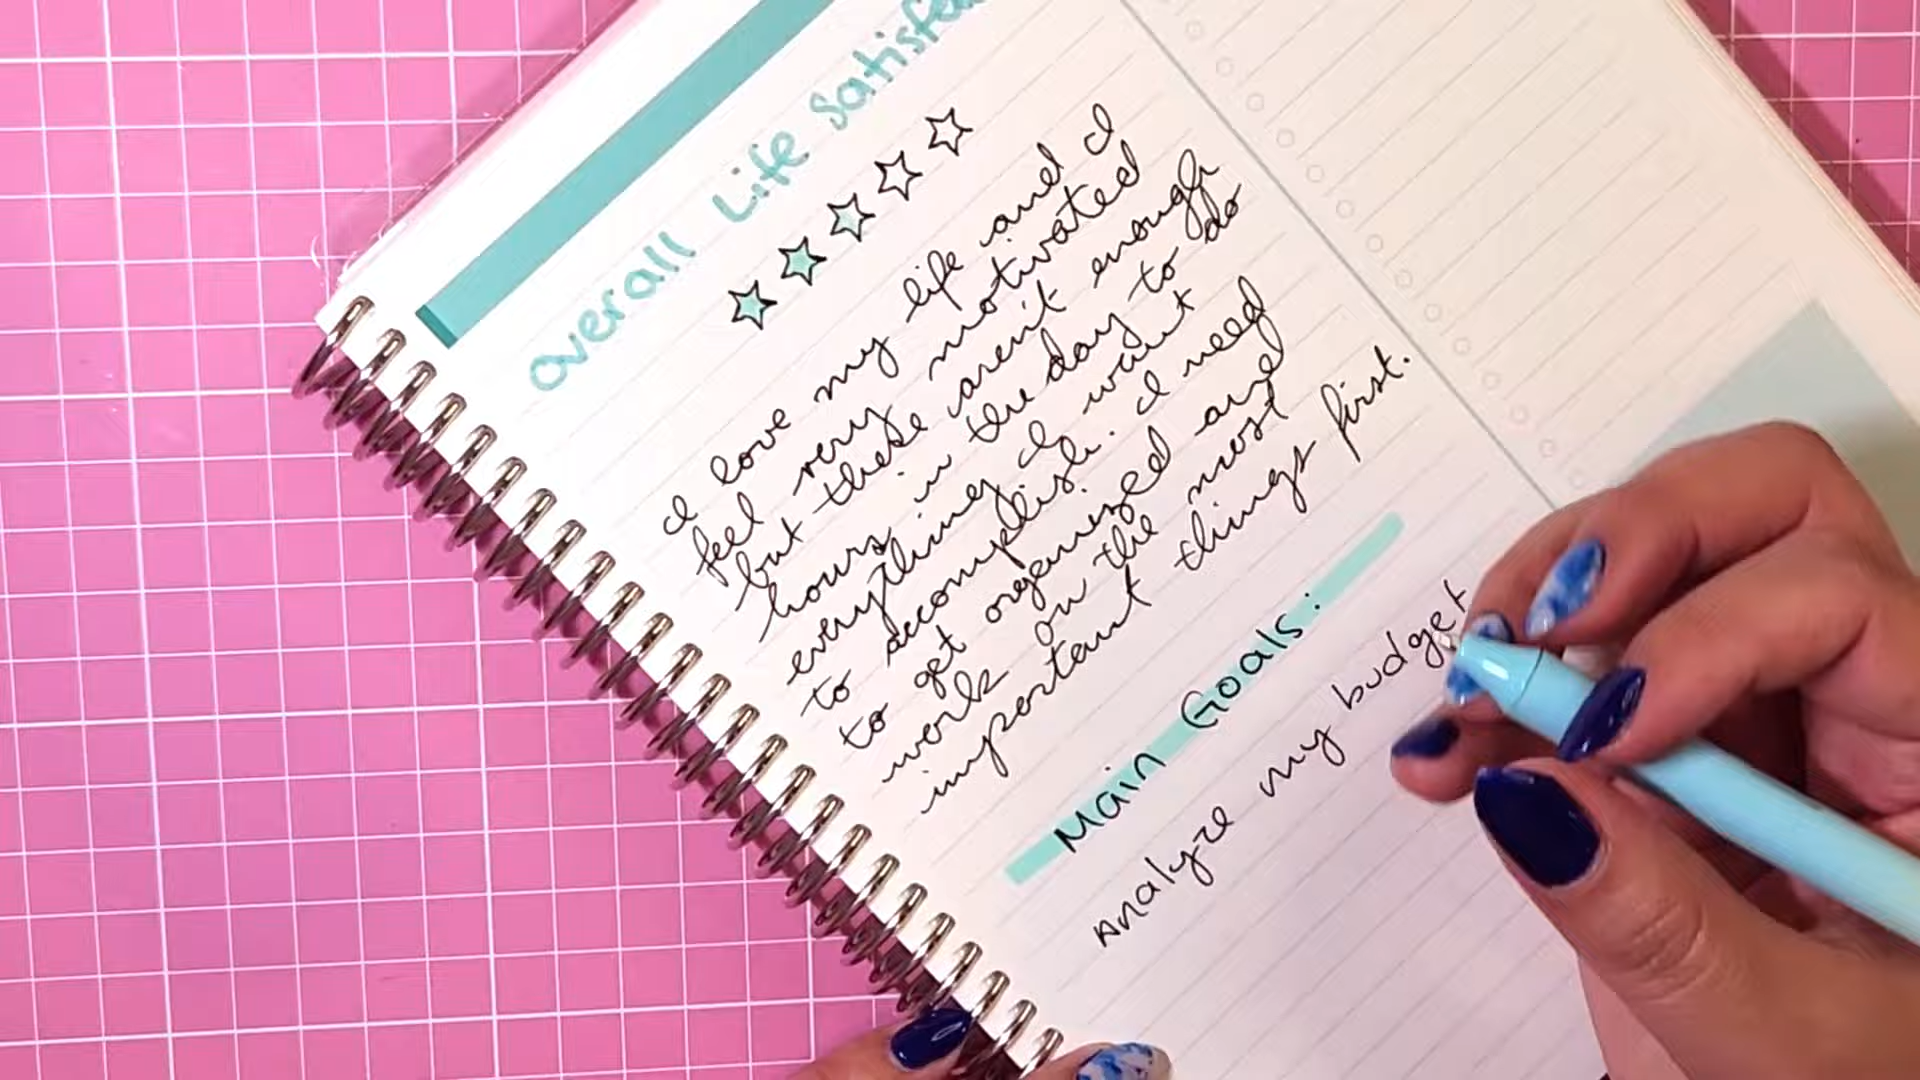 Overall Life Satisfa
I love my life and I
feel very motivated
but there aren't enough
hours in the day to do
everything I want
to accomplish. I need
to get organized and
work on the most
important things first.
Main Goals:
Analyze my budget